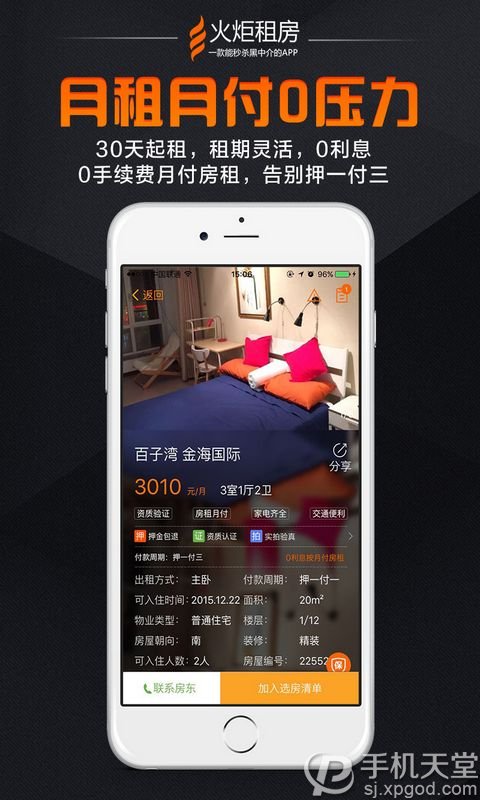 火炬租房
一款能秒杀黑中介的APP
月租月付0压力
30天起租，租期灵活，0利息
0手续费月付房租，告别押一付三
中国联通 15:06 96%
返回 1
百子湾 金海国际
分享
3010 元/月 3室1厅2卫
资质验证 房租月付 家电齐全 交通便利
押 押金包退 证 资质认证 拍 实拍验真
付款周期：押一付三 0利息按月付房租
出租方式：主卧 付款周期：押一付一
可入住时间：2015.12.22 面积：20m²
物业类型：普通住宅 楼层：1/12
房屋朝向：南 装修：精装
可入住人数：2人 房屋编号：22552
保
联系房东 加入选房清单
手机天堂
sj.xpgod.com